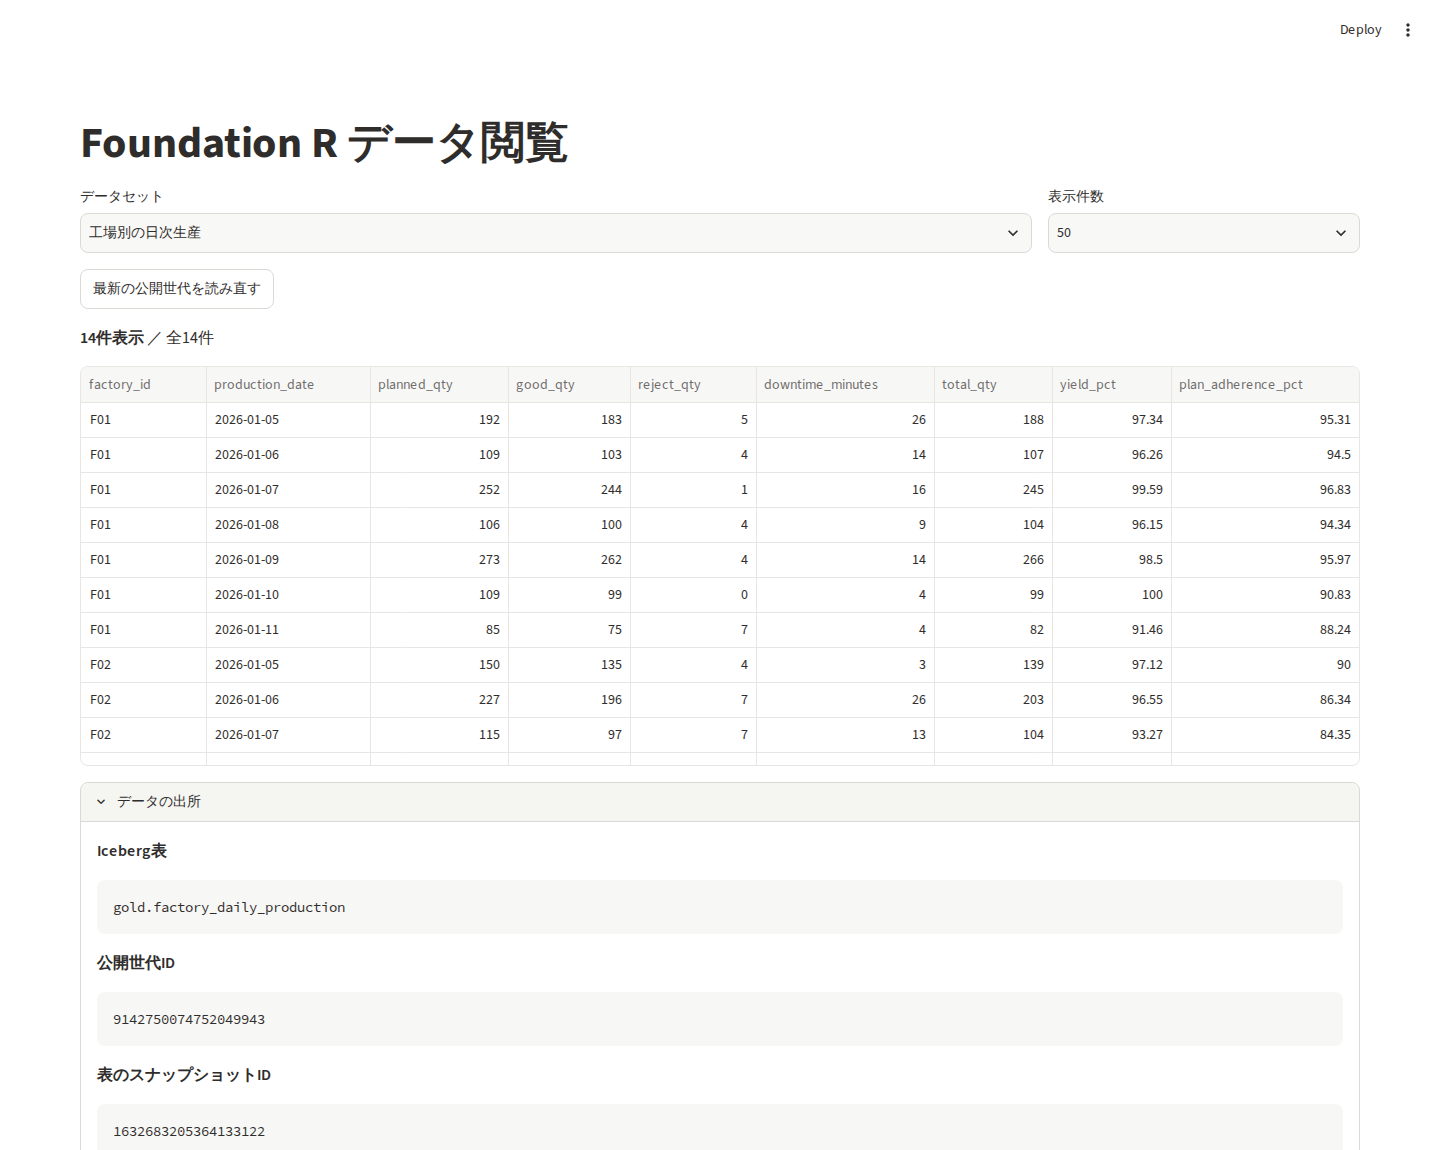 Deploy
Foundation R データ閲覧
データセット 表示件数
工場別の日次生産 50
最新の公開世代を読み直す
14件表示 ／ 全14件
factory_id production_date planned_qty good_qty reject_qty downtime_minutes total_qty yield_pct plan_adherence_pct
F01 2026-01-05 192 183 5 26 188 97.34 95.31
F01 2026-01-06 109 103 4 14 107 96.26 94.5
F01 2026-01-07 252 244 1 16 245 99.59 96.83
F01 2026-01-08 106 100 4 9 104 96.15 94.34
F01 2026-01-09 273 262 4 14 266 98.5 95.97
F01 2026-01-10 109 99 0 4 99 100 90.83
F01 2026-01-11 85 75 7 4 82 91.46 88.24
F02 2026-01-05 150 135 4 3 139 97.12 90
F02 2026-01-06 227 196 7 26 203 96.55 86.34
F02 2026-01-07 115 97 7 13 104 93.27 84.35
データの出所
Iceberg表
gold.factory_daily_production
公開世代ID
9142750074752049943
表のスナップショットID
1632683205364133122